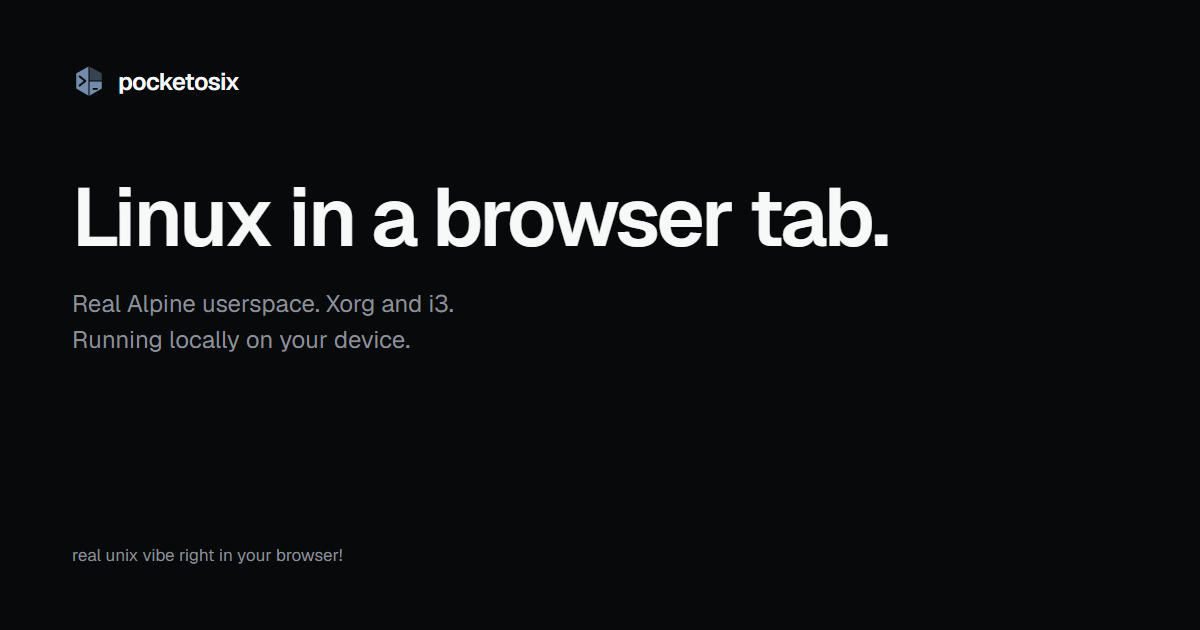 pocketosix
Linux in a browser tab.
Real Alpine userspace. Xorg and i3.
Running locally on your device.
real unix vibe right in your browser!